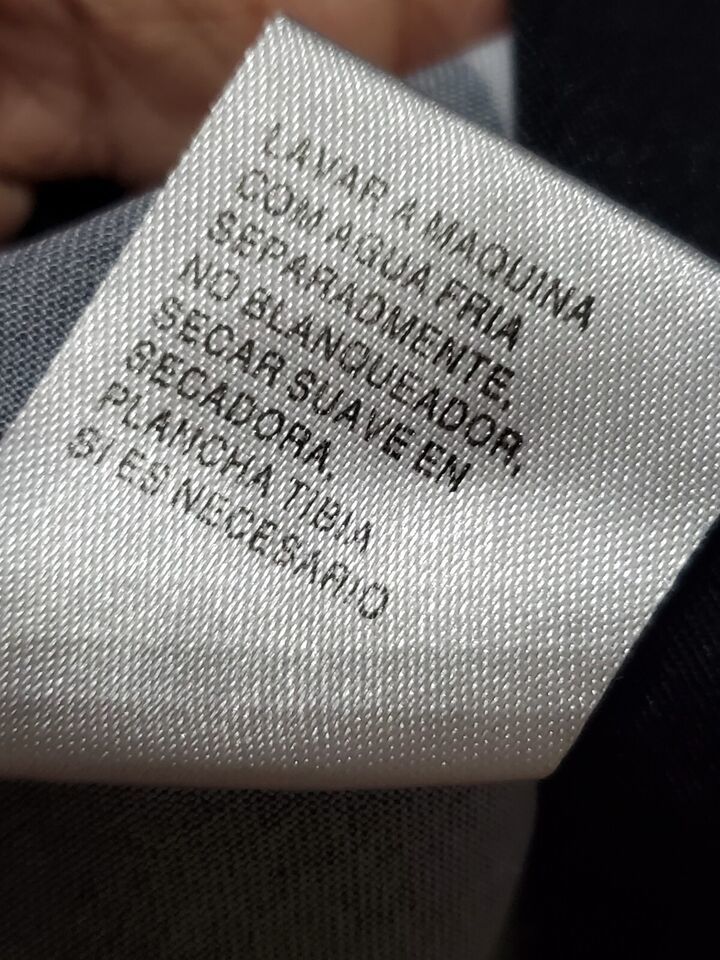 LAVAR A MAQUINA
COM AGUA FRIA
SEPARADMENTE,
NO BLANQUEADOR,
SECAR SUAVE EN
SECADORA,
PLANCHA TIBIA
SI ES NECESARIO